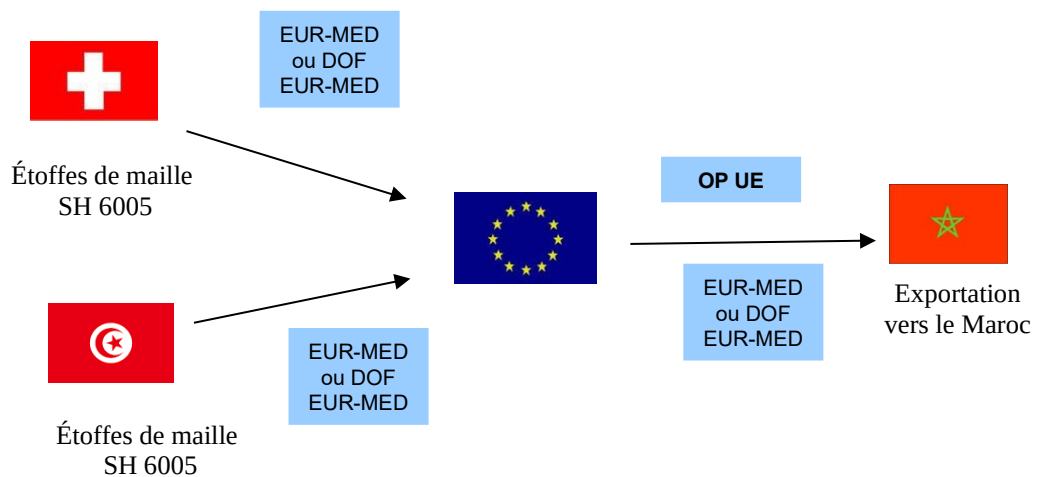 EUR-MED
ou DOF
EUR-MED
Étoffes de maille
SH 6005
OP UE
EUR-MED
ou DOF
EUR-MED
Exportation
vers le Maroc
EUR-MED
ou DOF
EUR-MED
Étoffes de maille
SH 6005